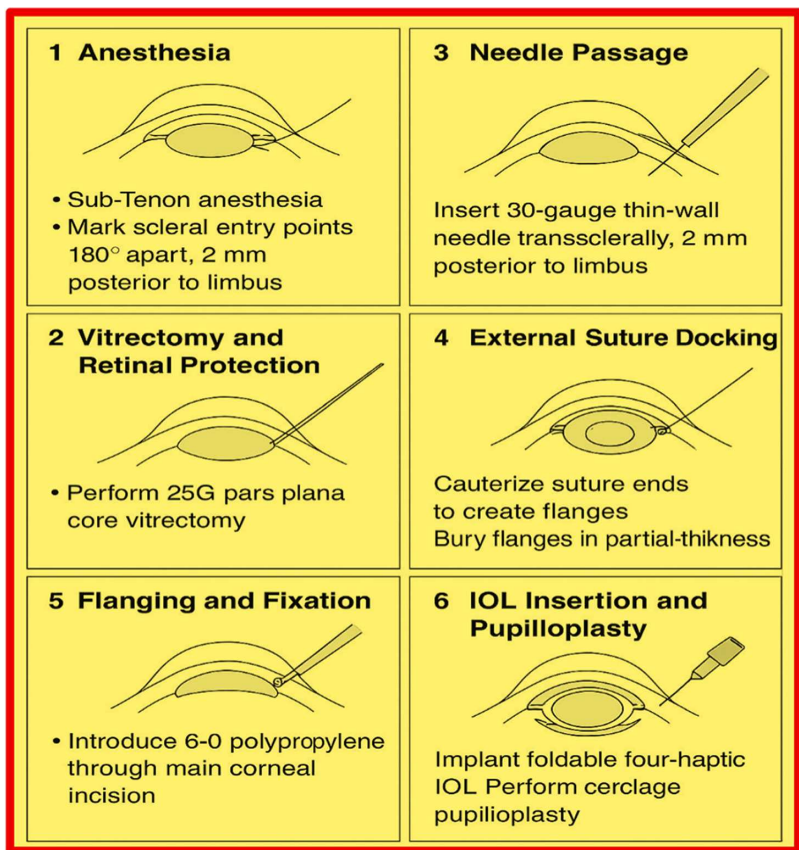 1 Anesthesia
• Sub-Tenon anesthesia
• Mark scleral entry points
180° apart, 2 mm
posterior to limbus
2 Vitrectomy and
Retinal Protection
• Perform 25G pars plana
core vitrectomy
3 Needle Passage
Insert 30-gauge thin-wall
needle transsclerally, 2 mm
posterior to limbus
4 External Suture Docking
Cauterize suture ends
to create flanges
Bury flanges in partial-thikness
5 Flanging and Fixation
• Introduce 6-0 polypropylene
through main corneal
incision
6 IOL Insertion and
Pupilloplasty
Implant foldable four-haptic
IOL Perform cerclage
pupilioplasty